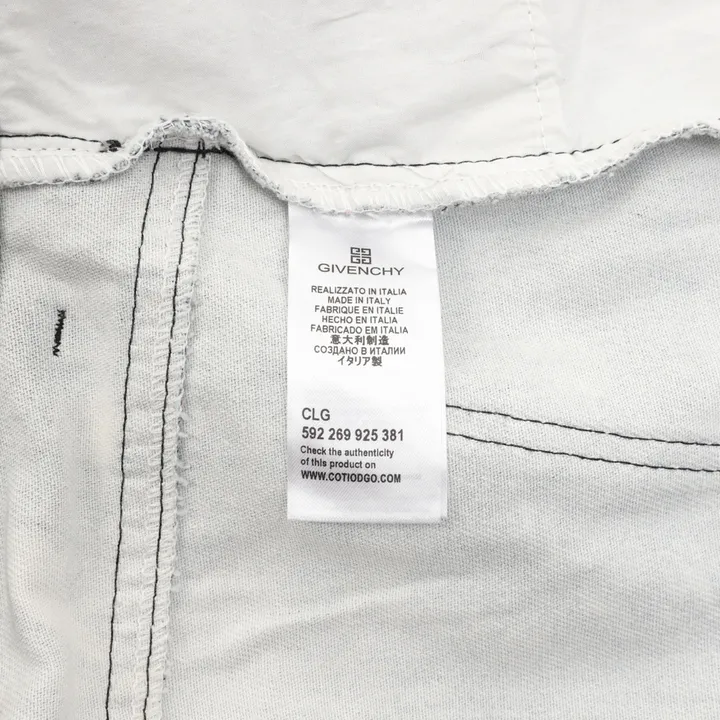 GIVENCHY
REALIZZATO IN ITALIA
MADE IN ITALY
FABRIQUE EN ITALIE
HECHO EN ITALIA
FABRICADO EM ITALIA
意大利制造
СОЗДАНО В ИТАЛИИ
イタリア製
CLG
592 269 925 381
Check the authenticity
of this product on
WWW.COTIODGO.COM